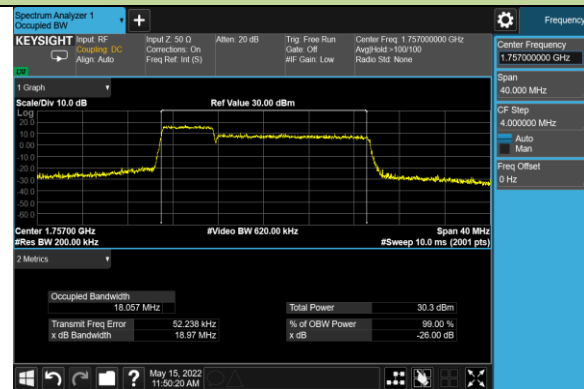 Spectrum Analyzer 1
Occupied BW
Frequency
KEYSIGHT
Input: RF
Coupling: DC
Align: Auto
Input Z: 50 Ω
Corrections: On
Freq Ref: Int (S)
Atten: 20 dB
Trig: Free Run
Gate: Off
#IF Gain: Low
Center Freq: 1.757000000 GHz
Avg|Hold:>100/100
Radio Std: None
Center Frequency
1.757000000 GHz
Span
40.000 MHz
CF Step
4.000000 MHz
Auto
Man
Freq Offset
0 Hz
1 Graph
Scale/Div 10.0 dB
Ref Value 30.00 dBm
Log
20.0
10.0
0.00
-10.0
-20.0
-30.0
-40.0
-50.0
-60.0
Center 1.75700 GHz
#Video BW 620.00 kHz
Span 40 MHz
#Res BW 200.00 kHz
#Sweep 10.0 ms (2001 pts)
2 Metrics
Occupied Bandwidth
18.057 MHz
Total Power 30.3 dBm
Transmit Freq Error 52.238 kHz
% of OBW Power 99.00 %
x dB Bandwidth 18.97 MHz
x dB -26.00 dB
May 15, 2022
11:50:20 AM